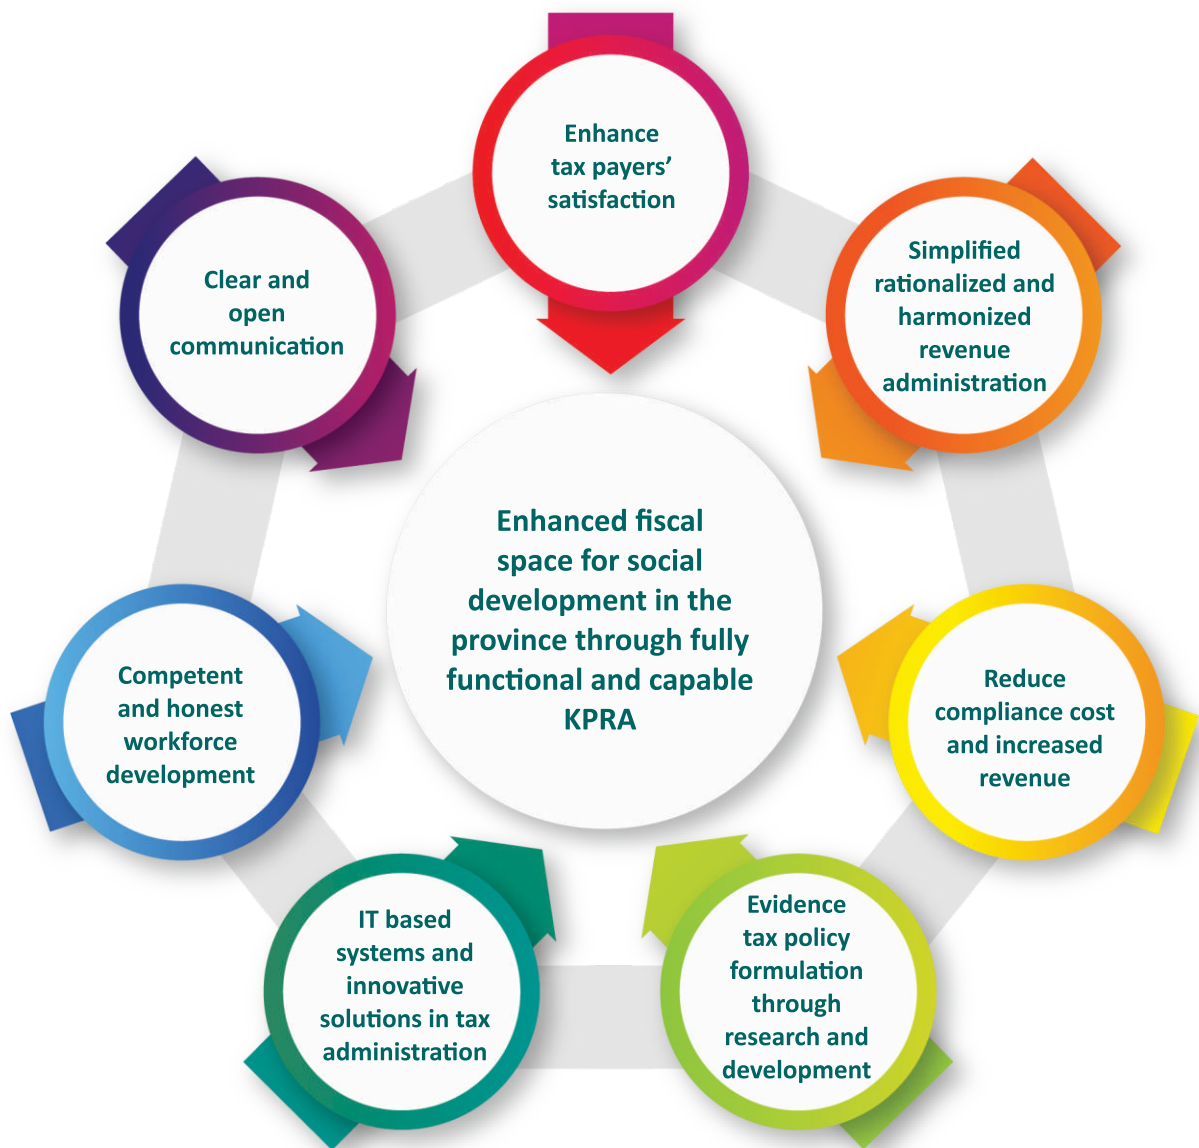 Enhance
tax payers’
satisfaction
Simplified
rationalized and
harmonized
revenue
administration
Reduce
compliance cost
and increased
revenue
Evidence
tax policy
formulation
through
research and
development
IT based
systems and
innovative
solutions in tax
administration
Competent
and honest
workforce
development
Clear and
open
communication
Enhanced fiscal
space for social
development in the
province through fully
functional and capable
KPRA